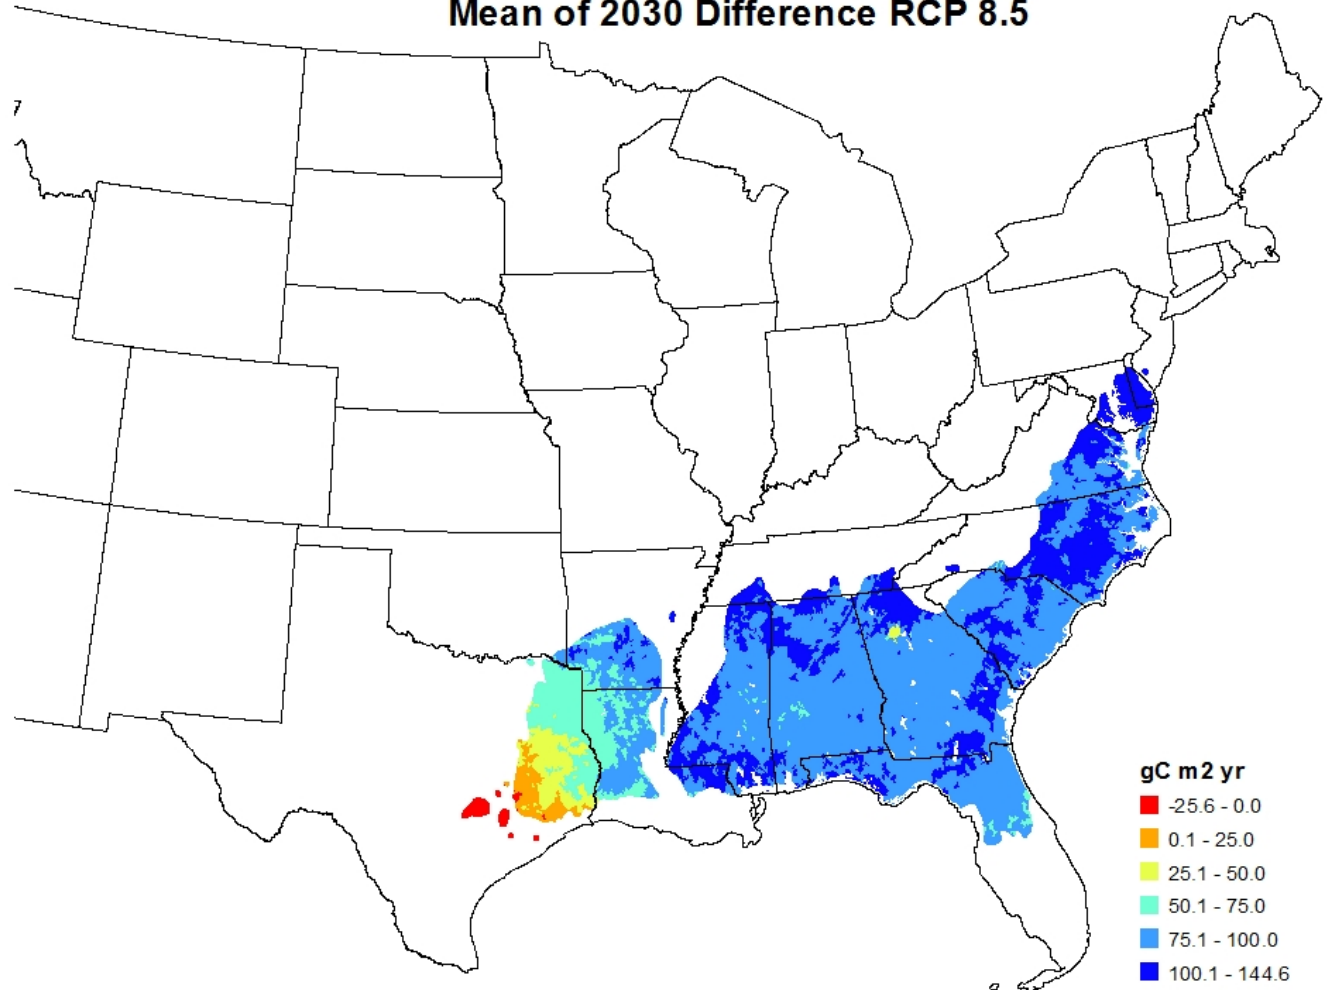 Mean of 2030 Difference RCP 8.5
gC m2 yr
-25.6 - 0.0
0.1 - 25.0
25.1 - 50.0
50.1 - 75.0
75.1 - 100.0
100.1 - 144.6